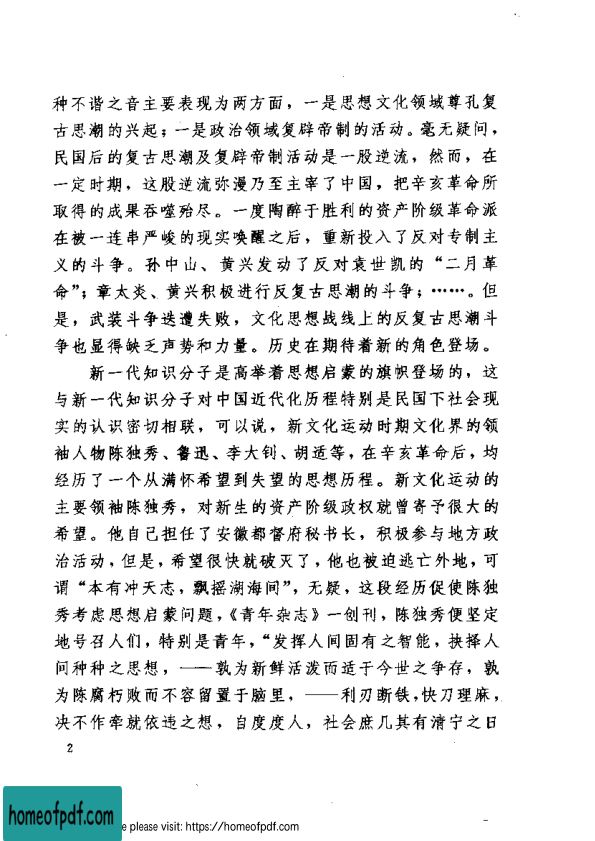 种不谐之音主要表现为两方面，一是思想文化领域尊孔复
古思潮的兴起；一是政治领域复辟帝制的活动。毫无疑问，
民国后的复古思潮及复辟帝制活动是一股逆流，然而，在
一定时期，这股逆流弥漫乃至主宰了中国，把辛亥革命所
取得的成果吞噬殆尽。一度陶醉于胜利的资产阶级革命派
在被一连串严峻的现实唤醒之后，重新投入了反对专制主
义的斗争。孙中山、黄兴发动了反对袁世凯的“二月革
命”；章太炎、黄兴积极进行反复古思潮的斗争；……。但
是，武装斗争迭遭失败，文化思想战线上的反复古思潮斗
争也显得缺乏声势和力量。历史在期待着新的角色登场。
新一代知识分子是高举着思想启蒙的旗帜登场的，这
与新一代知识分子对中国近代化历程特别是民国下社会现
实的认识密切相联，可以说，新文化运动时期文化界的领
袖人物陈独秀、鲁迅、李大钊、胡适等，在辛亥革命后，均
经历了一个从满怀希望到失望的思想历程。新文化运动的
主要领袖陈独秀，对新生的资产阶级政权就曾寄予很大的
希望。他自己担任了安徽都督府秘书长，积极参与地方政
治活动，但是，希望很快就破灭了，他也被迫逃亡外地，可
谓“本有冲天志，飘摇湖海间”，无疑，这段经历促使陈独
秀考虑思想启蒙问题，《青年杂志》一创刊，陈独秀便坚定
地号召人们，特别是青年，“发挥人间固有之智能，抉择人
间种种之思想，——孰为新鲜活泼而适于今世之争存，孰
为陈腐朽败而不容留置于脑里，——利刃断铁，快刀理麻，
决不作牵就依违之想，自度度人，社会庶几其有清宁之日
2
homeofpdf.com
e please visit: https://homeofpdf.com